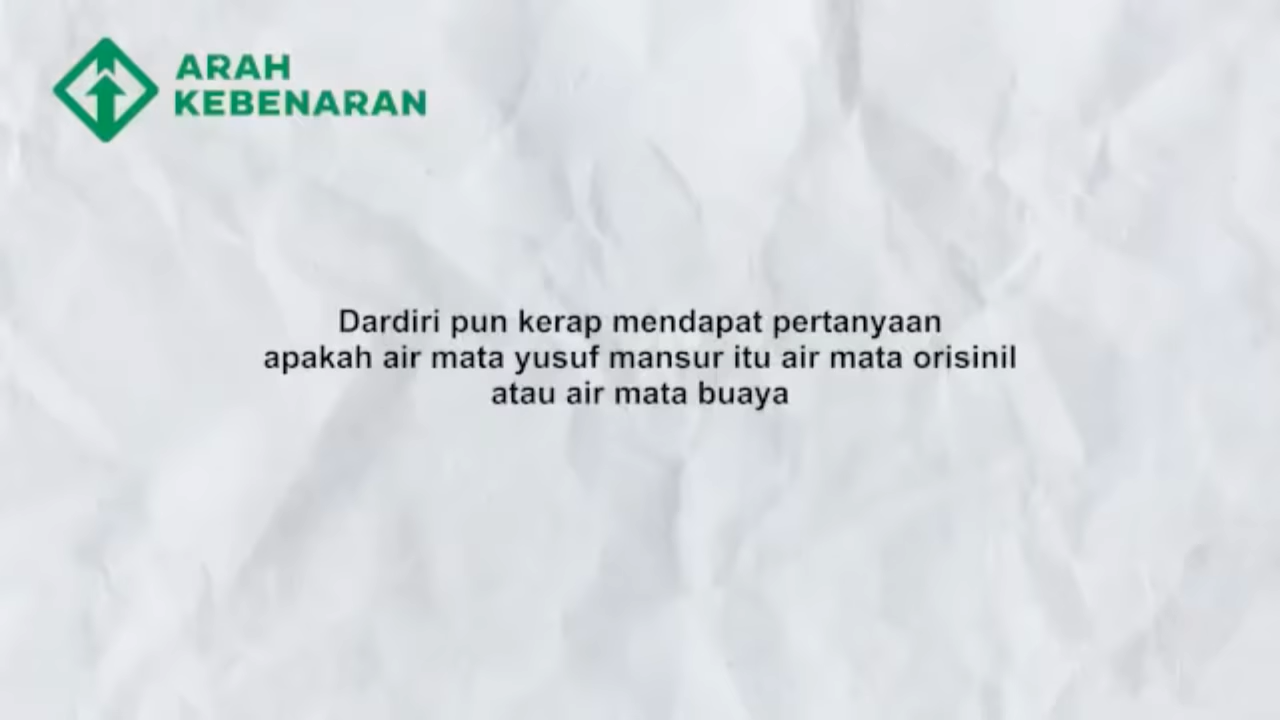 ARAH
KEBENARAN
Dardiri pun kerap mendapat pertanyaan
apakah air mata yusuf mansur itu air mata orisinil
atau air mata buaya